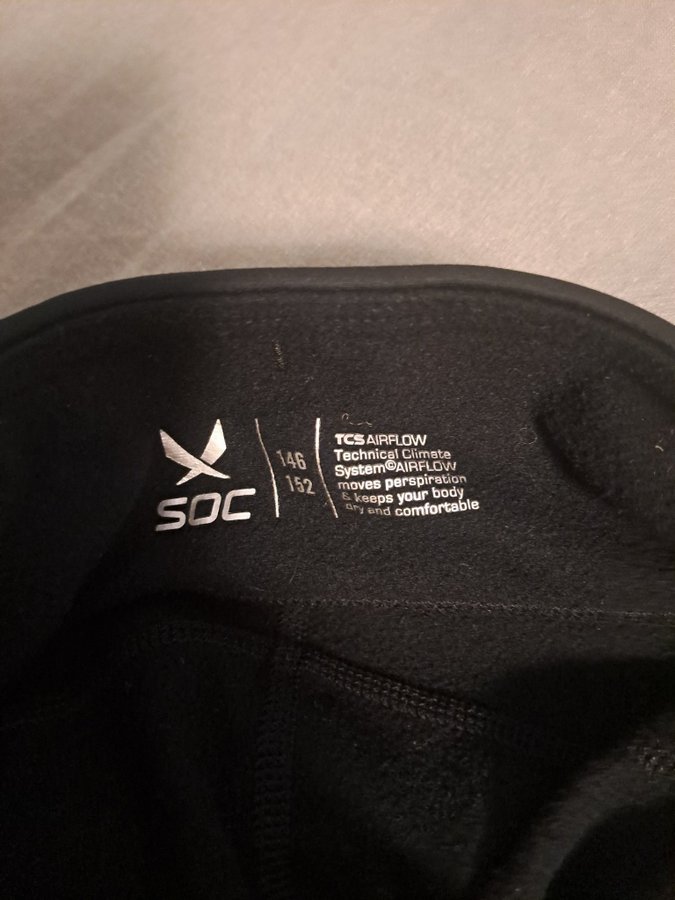 SOC
146
152
TCS AIRFLOW
Technical Climate
System©AIRFLOW
moves perspiration
& keeps your body
dry and comfortable